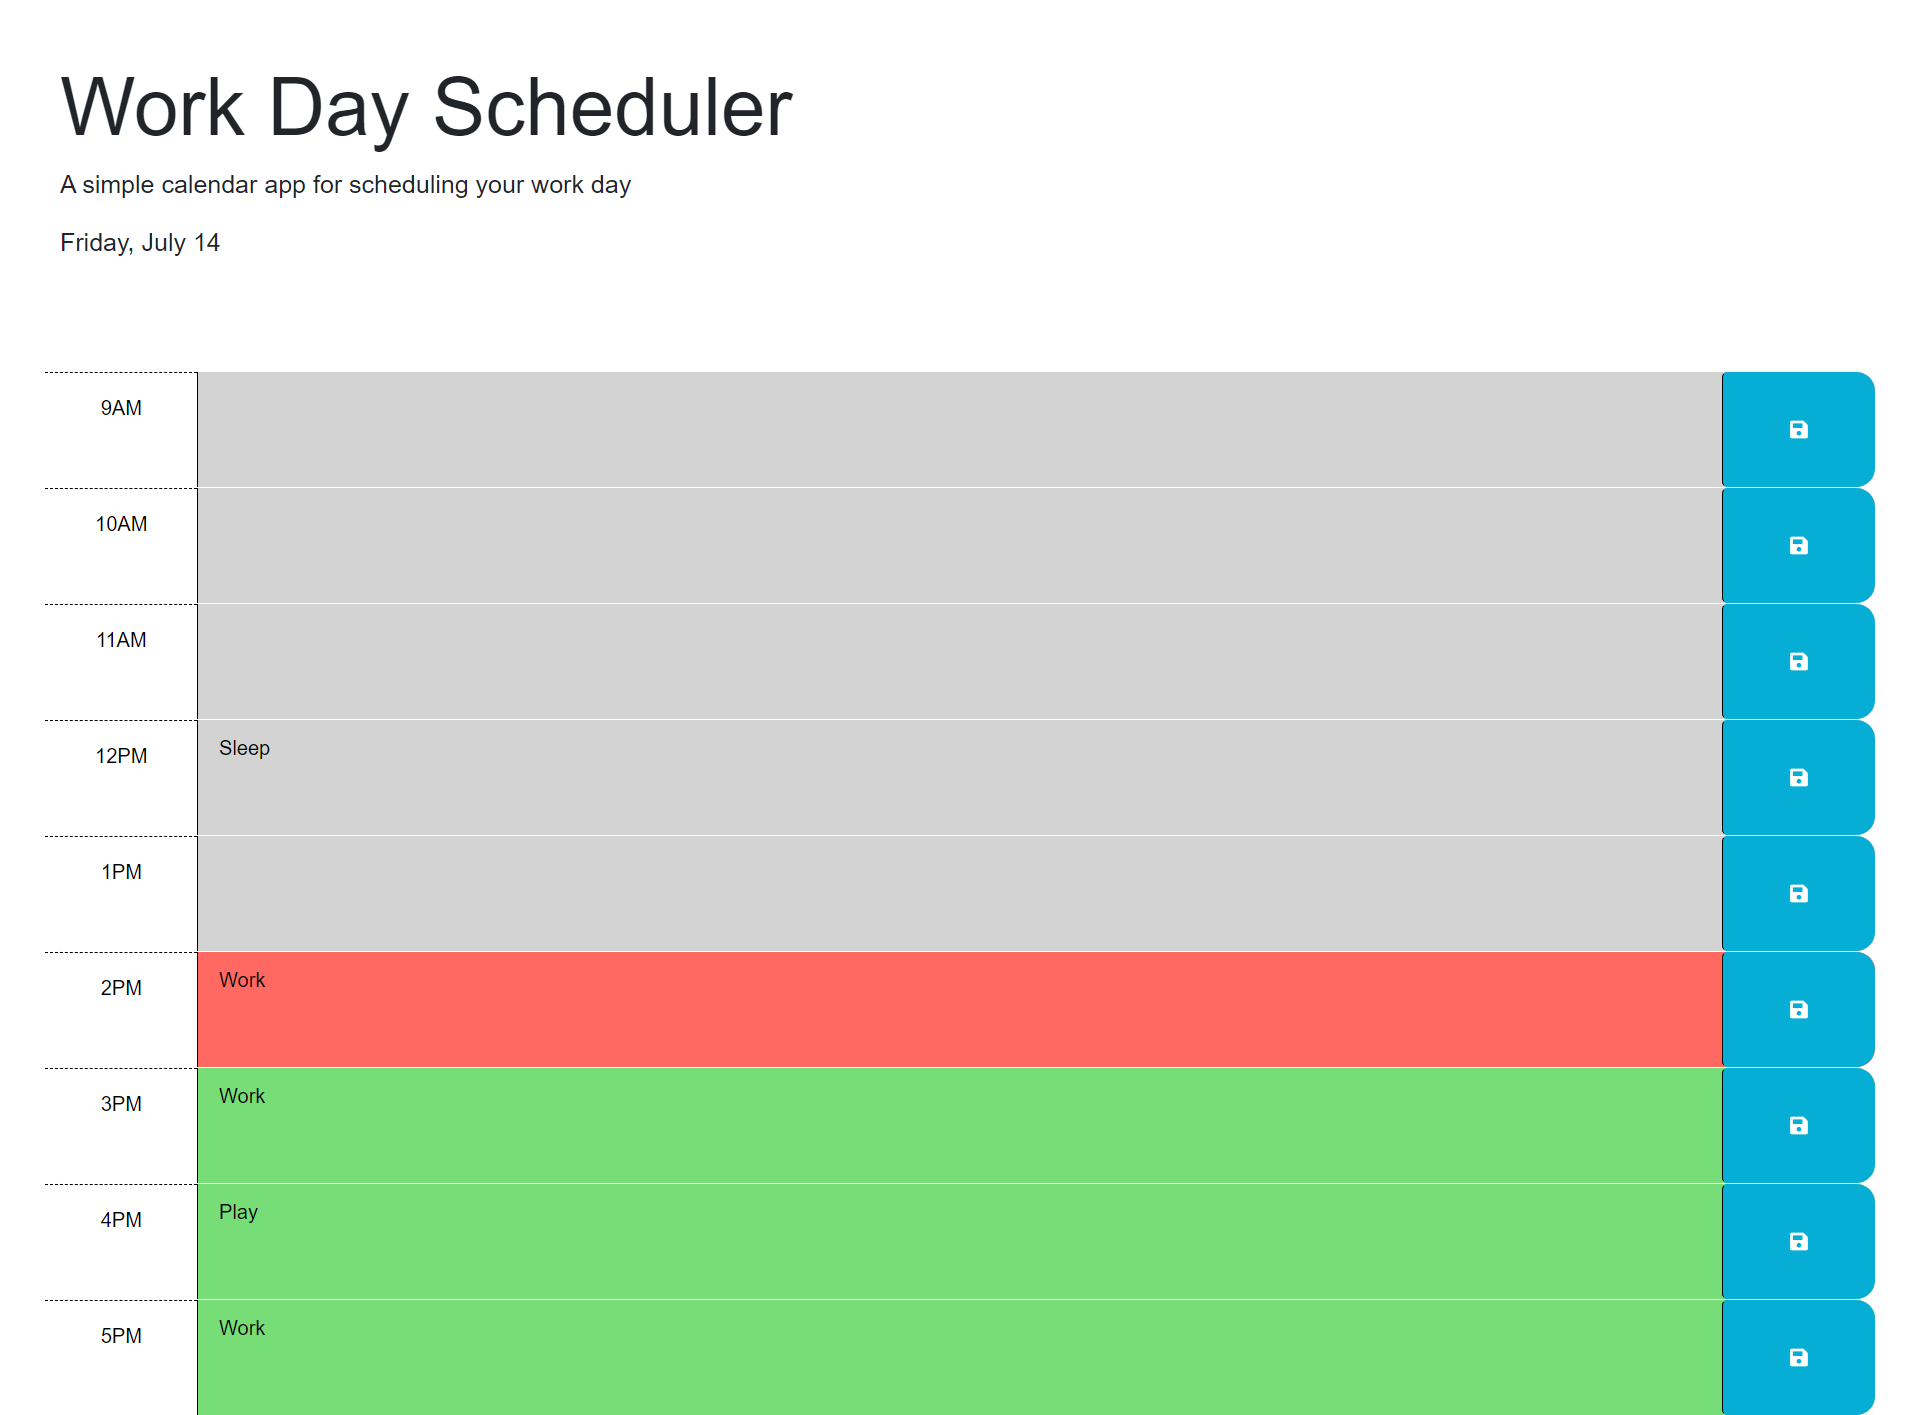 Work Day Scheduler
A simple calendar app for scheduling your work day
Friday, July 14
9AM
10AM
11AM
12PM Sleep
1PM
2PM Work
3PM Work
4PM Play
5PM Work